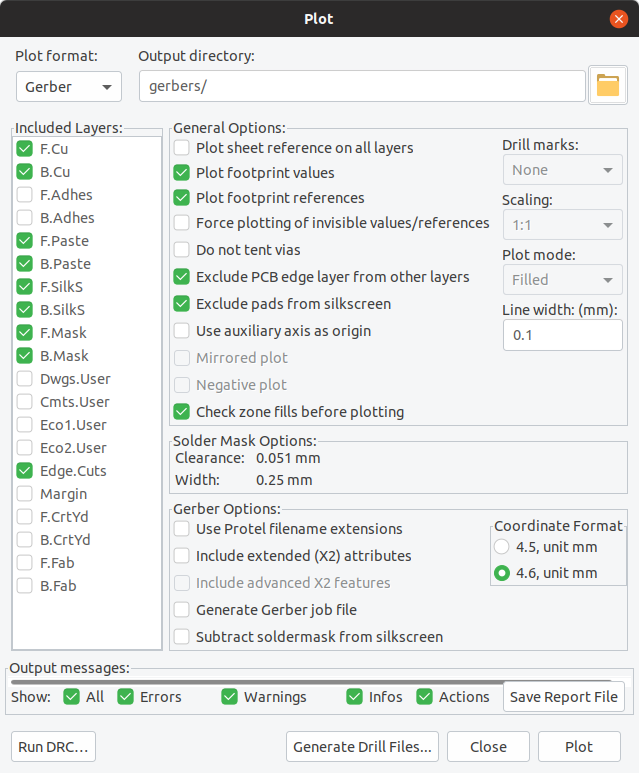 Plot
Plot format:
Output directory:
Gerber
gerbers/
Included Layers:
F.Cu
B.Cu
F.Adhes
B.Adhes
F.Paste
B.Paste
F.SilkS
B.SilkS
F.Mask
B.Mask
Dwgs.User
Cmts.User
Eco1.User
Eco2.User
Edge.Cuts
Margin
F.CrtYd
B.CrtYd
F.Fab
B.Fab
General Options:
Plot sheet reference on all layers
Plot footprint values
Plot footprint references
Force plotting of invisible values/references
Do not tent vias
Exclude PCB edge layer from other layers
Exclude pads from silkscreen
Use auxiliary axis as origin
Mirrored plot
Negative plot
Check zone fills before plotting
Drill marks:
None
Scaling:
1:1
Plot mode:
Filled
Line width: (mm):
0.1
Solder Mask Options:
Clearance: 0.051 mm
Width: 0.25 mm
Gerber Options:
Use Protel filename extensions
Include extended (X2) attributes
Include advanced X2 features
Generate Gerber job file
Subtract soldermask from silkscreen
Coordinate Format
4.5, unit mm
4.6, unit mm
Output messages:
Show: All Errors Warnings Infos Actions Save Report File
Run DRC... Generate Drill Files... Close Plot